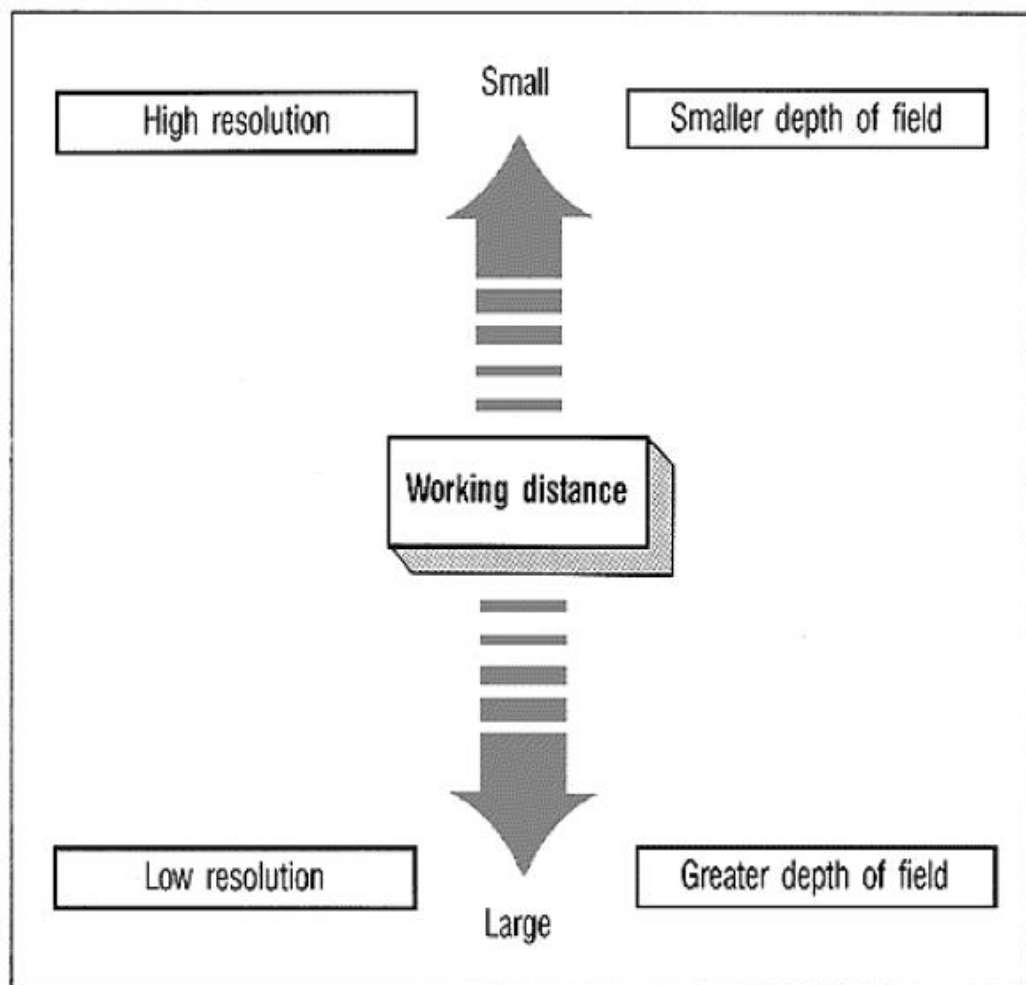 Small
High resolution
Smaller depth of field
Working distance
Low resolution
Greater depth of field
Large